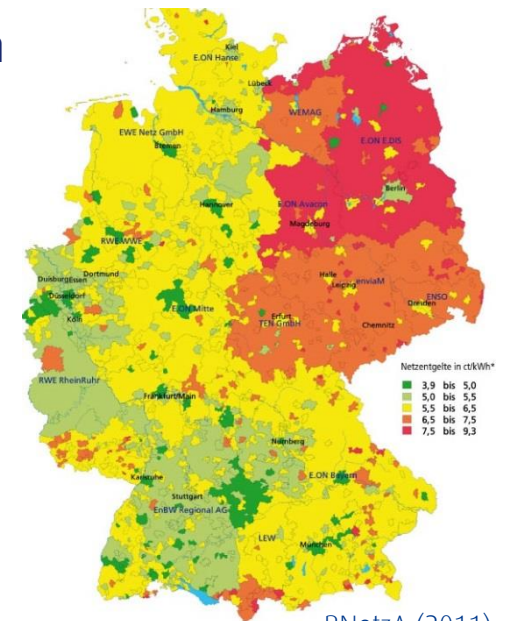 Kiel
E.ON Hanse
Lübeck
Hamburg
WEMAG
EWE Netz GmbH
Bremen
E.ON E.DIS
Berlin
Hannover
E.ON Avacon
Magdeburg
RWE WWE
Dortmund
Duisburg Essen
Düsseldorf
Köln
Halle
Leipzig
enviaM
Dresden
ENSO
Erfurt
TEN GmbH
Chemnitz
E.ON Mitte
Netzentgelte in ct/kWh*
3,9 bis 5,0
5,0 bis 5,5
5,5 bis 6,5
6,5 bis 7,5
7,5 bis 9,3
RWE RheinRuhr
Frankfurt/Main
Nürnberg
Karlsruhe
E.ON Bayern
Stuttgart
EnBW Regional AG
LEW
München
BNetzA (2011)